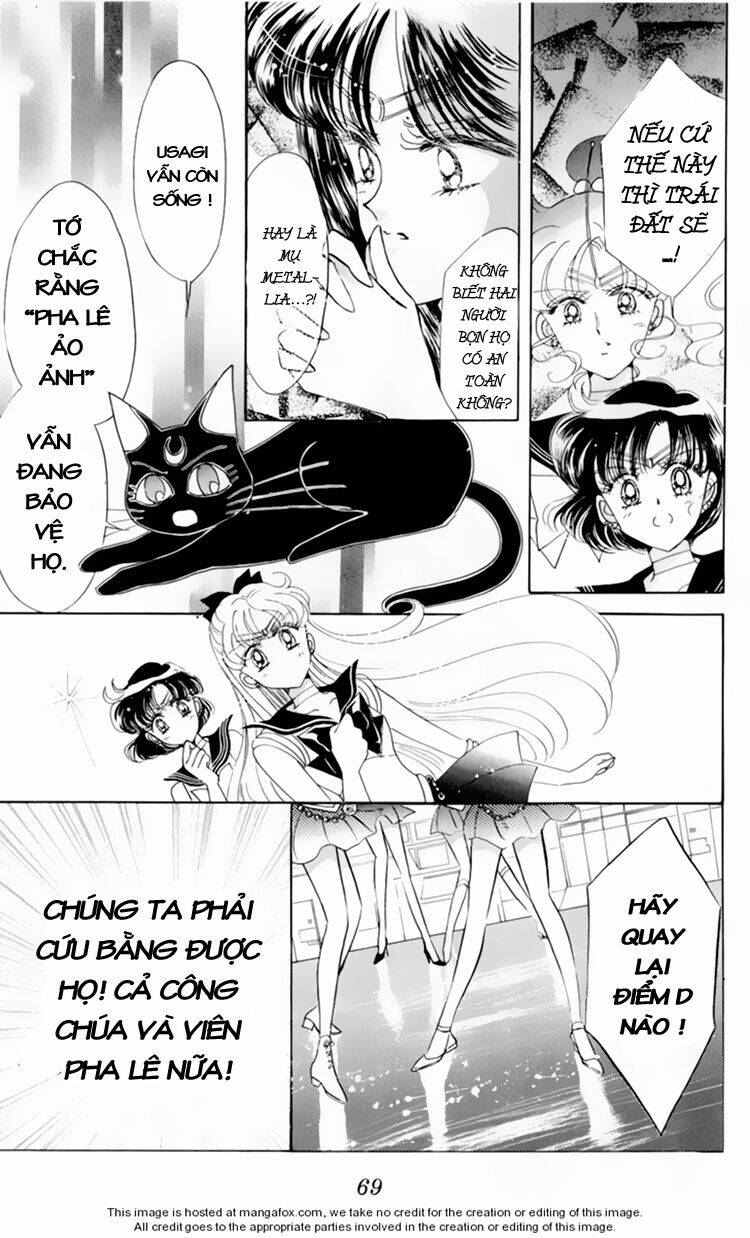 NẾU CỨ
THẾ NÀY
THÌ TRÁI
ĐẤT SẼ
...!
KHÔNG
BIẾT HAI
NGƯỜI
BỌN HỌ
CÓ AN
TOÀN
KHÔNG?
HAY LÀ
MỤ
METAL-
LIA...?!
USAGI
VẪN CÒN
SỐNG !
TỚ
CHẮC
RẰNG
“PHA LÊ
ẢO
ẢNH”
VẪN
ĐANG
BẢO
VỆ
HỌ.
HÃY
QUAY
LẠI
ĐIỂM D
NÀO !
CHÚNG TA PHẢI
CỨU BẰNG ĐƯỢC
HỌ! CẢ CÔNG
CHÚA VÀ VIÊN
PHA LÊ NỮA!
69
This image is hosted at mangafox.com, we take no credit for the creation or editing of this image.
All credit goes to the appropriate parties involved in the creation or editing of this image.